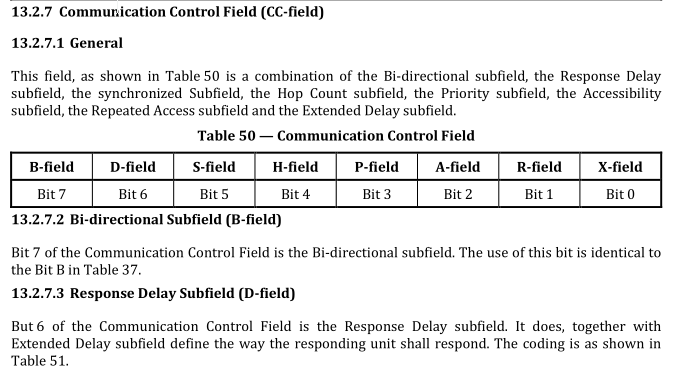 13.2.7 Communication Control Field (CC-field)
13.2.7.1 General
This field, as shown in Table 50 is a combination of the Bi-directional subfield, the Response Delay
subfield, the synchronized Subfield, the Hop Count subfield, the Priority subfield, the Accessibility
subfield, the Repeated Access subfield and the Extended Delay subfield.
Table 50 — Communication Control Field
B-field D-field S-field H-field P-field A-field R-field X-field
Bit 7 Bit 6 Bit 5 Bit 4 Bit 3 Bit 2 Bit 1 Bit 0
13.2.7.2 Bi-directional Subfield (B-field)
Bit 7 of the Communication Control Field is the Bi-directional subfield. The use of this bit is identical to
the Bit B in Table 37.
13.2.7.3 Response Delay Subfield (D-field)
But 6 of the Communication Control Field is the Response Delay subfield. It does, together with
Extended Delay subfield define the way the responding unit shall respond. The coding is as shown in
Table 51.